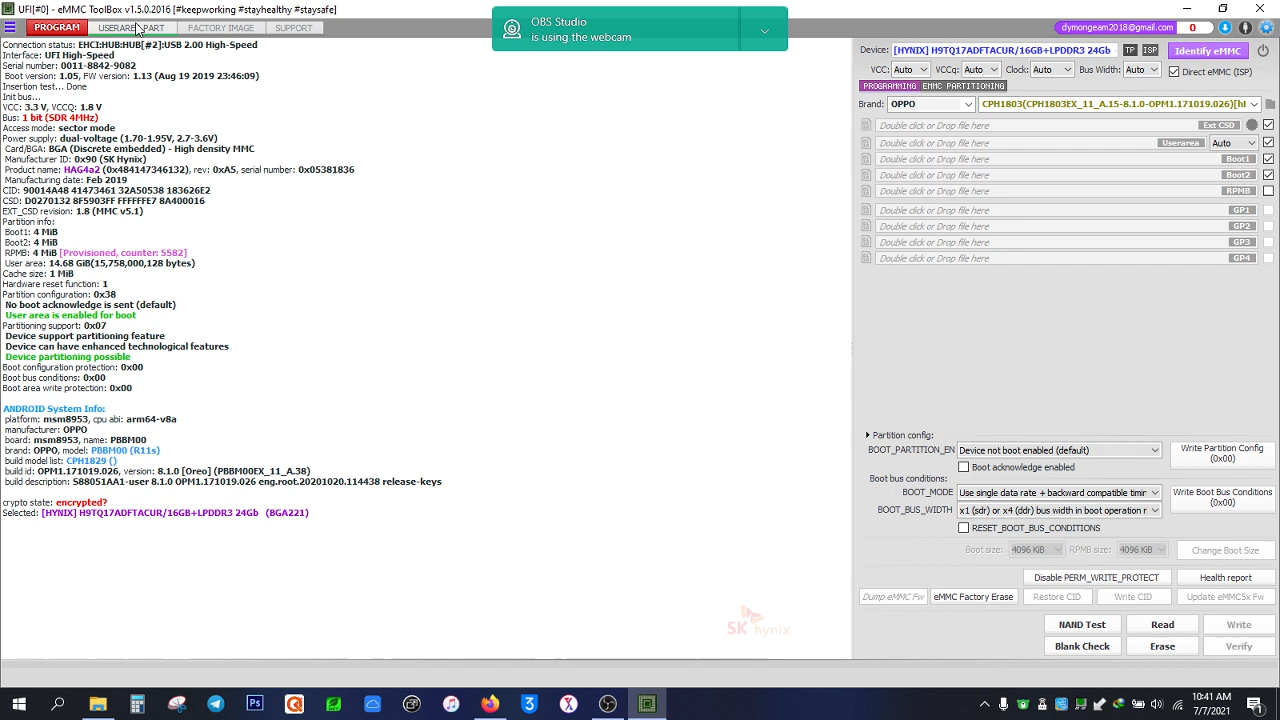 UFI[#0] - eMMC ToolBox v1.5.0.2016 [#keepworking #stayhealthy #staysafe]
PROGRAM
USERAREA PART
FACTORY IMAGE
SUPPORT
OBS Studio
is using the webcam
dymongeam2018@gmail.com
0
Connection status: EHCI:HUB:HUB[#2]:USB 2.00 High-Speed
Interface: UFI High-Speed
Serial number: 0011-8842-9082
Boot version: 1.05, FW version: 1.13 (Aug 19 2019 23:46:09)
Insertion test... Done
Init bus...
VCC: 3.3 V, VCCQ: 1.8 V
Bus: 1 bit (SDR 4MHz)
Access mode: sector mode
Power supply: dual-voltage (1.70-1.95V, 2.7-3.6V)
Card/BGA: BGA (Discrete embedded) - High density MMC
Manufacturer ID: 0x90 (SK Hynix)
Product name: HAG4a2 (0x484147346132), rev: 0xA5, serial number: 0x05381836
Manufacturing date: Feb 2019
CID: 90014A48 41473461 32A50538 183626E2
CSD: D0270132 8F5903FF FFFFFFE7 8A400016
EXT_CSD revision: 1.8 (MMC v5.1)
Partition info:
Boot1: 4 MiB
Boot2: 4 MiB
RPMB: 4 MiB [Provisioned, counter: 5582]
User area: 14.68 GiB(15,758,000,128 bytes)
Cache size: 1 MiB
Hardware reset function: 1
Partition configuration: 0x38
No boot acknowledge is sent (default)
User area is enabled for boot
Partitioning support: 0x07
Device support partitioning feature
Device can have enhanced technological features
Device partitioning possible
Boot configuration protection: 0x00
Boot bus conditions: 0x00
Boot area write protection: 0x00
ANDROID System Info:
platform: msm8953, cpu abi: arm64-v8a
manufacturer: OPPO
board: msm8953, name: PBBM00
brand: OPPO, model: PBBM00 (R11s)
build model list: CPH1829 ()
build id: OPM1.171019.026, version: 8.1.0 [Oreo] (PBBM00EX_11_A.38)
build description: S88051AA1-user 8.1.0 OPM1.171019.026 eng.root.20201020.114438 release-keys
crypto state: encrypted?
Selected: [HYNIX] H9TQ17ADFTACUR/16GB+LPDDR3 24Gb (BGA221)
SK hynix
Device: [HYNIX] H9TQ17ADFTACUR/16GB+LPDDR3 24Gb TP ISP Identify eMMC
VCC: Auto VCCq: Auto Clock: Auto Bus Width: Auto Direct eMMC (ISP)
PROGRAMMING EMMC PARTITIONING
Brand: OPPO CPH1803(CPH1803EX_11_A.15-8.1.0-OPM1.171019.026)[h
Double click or Drop file here Ext CSD
Double click or Drop file here Userarea Auto
Double click or Drop file here Boot1
Double click or Drop file here Boot2
Double click or Drop file here RPMB
Double click or Drop file here GP1
Double click or Drop file here GP2
Double click or Drop file here GP3
Double click or Drop file here GP4
Partition config:
BOOT_PARTITION_EN Device not boot enabled (default) Write Partition Config (0x00)
Boot acknowledge enabled
Boot bus conditions:
BOOT_MODE Use single data rate + backward compatible timir Write Boot Bus Conditions (0x00)
BOOT_BUS_WIDTH x1 (sdr) or x4 (ddr) bus width in boot operation r
RESET_BOOT_BUS_CONDITIONS
Boot size: 4096 KiB RPMB size: 4096 KiB Change Boot Size
Disable PERM_WRITE_PROTECT Health report
Dump eMMC Fw eMMC Factory Erase Restore CID Write CID Update eMMC5x Fw
NAND Test Read Write
Blank Check Erase Verify
10:41 AM
7/7/2021